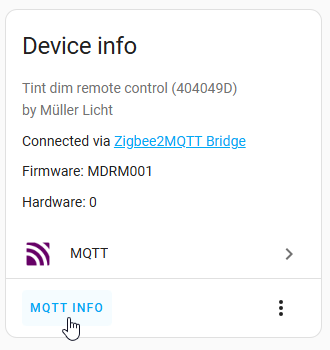 Device info
Tint dim remote control (404049D)
by Müller Licht
Connected via Zigbee2MQTT Bridge
Firmware: MDRM001
Hardware: 0
MQTT
MQTT INFO